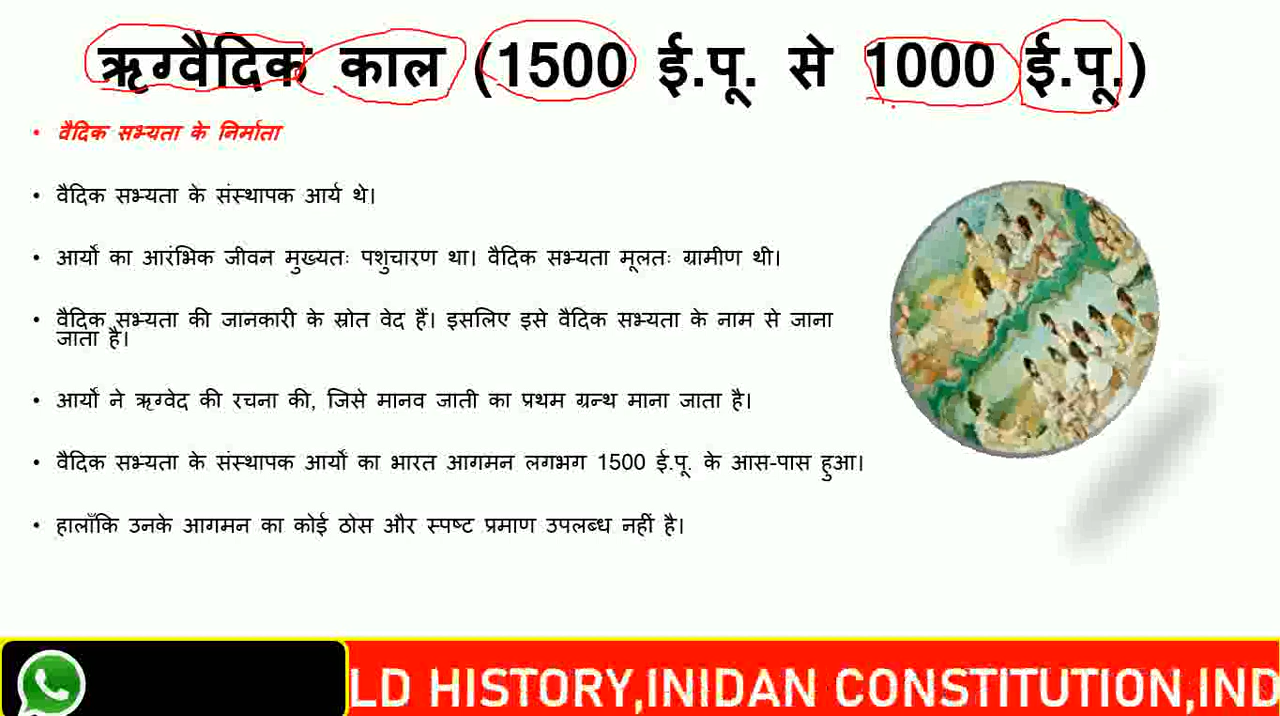 ऋग्वैदिक काल (1500 ई.पू. से 1000 ई.पू.)
• वैदिक सभ्यता के निर्माता
• वैदिक सभ्यता के संस्थापक आर्य थे।
• आर्यों का आरंभिक जीवन मुख्यतः पशुचारण था। वैदिक सभ्यता मूलतः ग्रामीण थी।
• वैदिक सभ्यता की जानकारी के स्रोत वेद हैं। इसलिए इसे वैदिक सभ्यता के नाम से जाना
जाता है।
• आर्यों ने ऋग्वेद की रचना की, जिसे मानव जाती का प्रथम ग्रन्थ माना जाता है।
• वैदिक सभ्यता के संस्थापक आर्यों का भारत आगमन लगभग 1500 ई.पू. के आस-पास हुआ।
• हालाँकि उनके आगमन का कोई ठोस और स्पष्ट प्रमाण उपलब्ध नहीं है।
LD HISTORY,INIDAN CONSTITUTION,IND